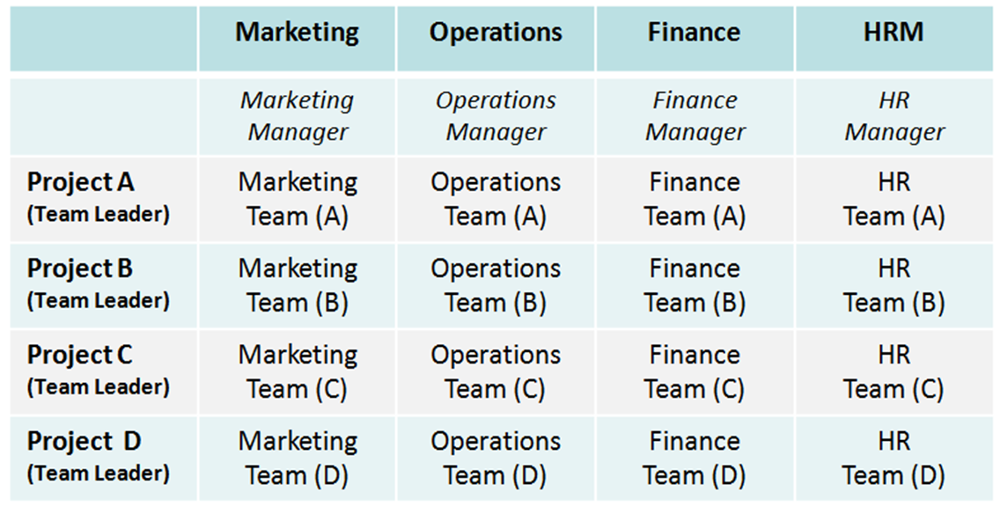 Marketing Operations Finance HRM
Marketing Operations Finance HR
Manager Manager Manager Manager
Project A Marketing Operations Finance HR
(Team Leader) Team (A) Team (A) Team (A) Team (A)
Project B Marketing Operations Finance HR
(Team Leader) Team (B) Team (B) Team (B) Team (B)
Project C Marketing Operations Finance HR
(Team Leader) Team (C) Team (C) Team (C) Team (C)
Project D Marketing Operations Finance HR
(Team Leader) Team (D) Team (D) Team (D) Team (D)